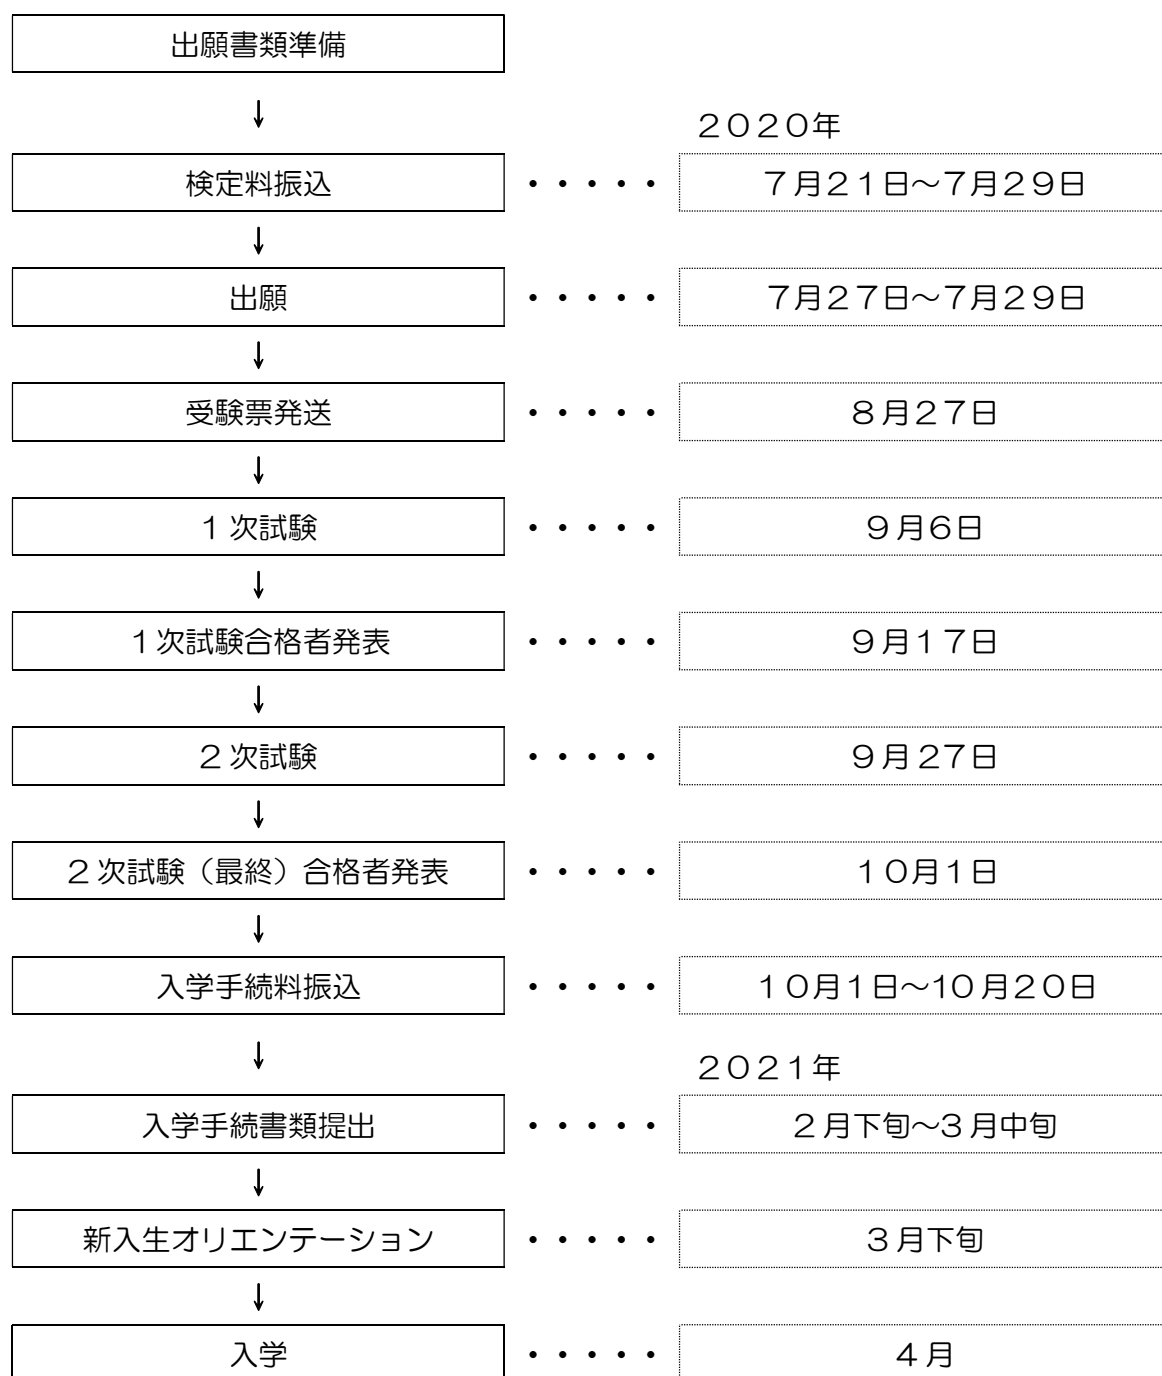 出願書類準備
↓
２０２０年
検定料振込 ・・・・・ ７月２１日～７月２９日
↓
出願 ・・・・・ ７月２７日～７月２９日
↓
受験票発送 ・・・・・ ８月２７日
↓
１次試験 ・・・・・ ９月６日
↓
１次試験合格者発表 ・・・・・ ９月１７日
↓
２次試験 ・・・・・ ９月２７日
↓
２次試験（最終）合格者発表 ・・・・・ １０月１日
↓
入学手続料振込 ・・・・・ １０月１日～１０月２０日
↓
２０２１年
入学手続書類提出 ・・・・・ ２月下旬～３月中旬
↓
新入生オリエンテーション ・・・・・ ３月下旬
↓
入学 ・・・・・ ４月